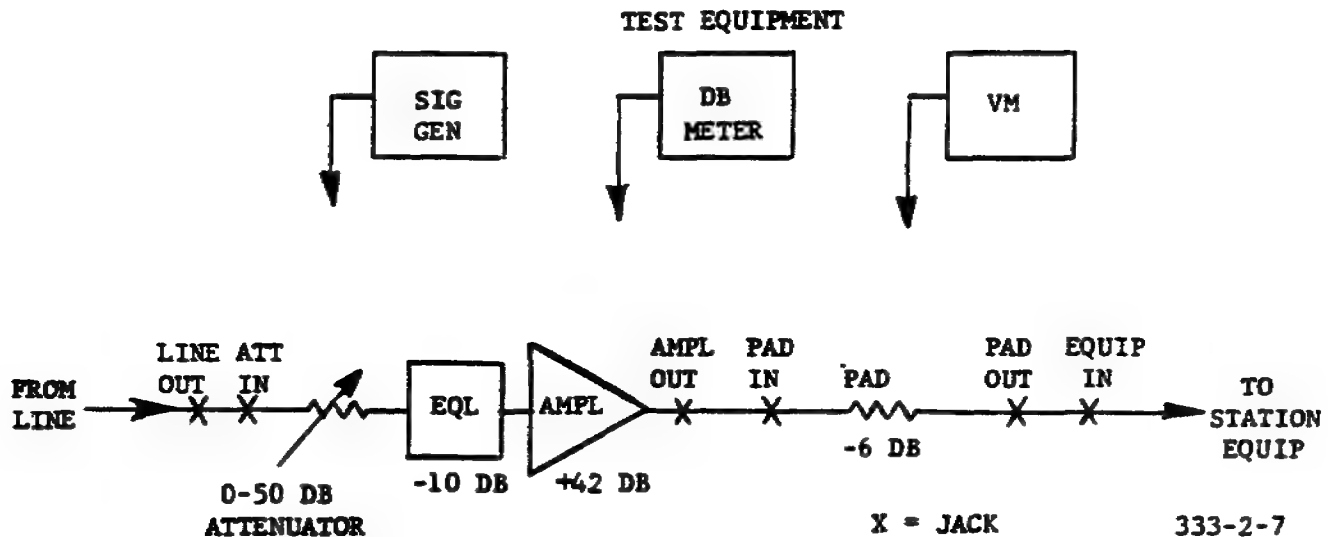 TEST EQUIPMENT
SIG
GEN
DB
METER
VM
FROM
LINE
LINE
OUT
ATT
IN
0-50 DB
ATTENUATOR
EQL
-10 DB
AMPL
+42 DB
AMPL
OUT
PAD
IN
PAD
-6 DB
PAD
OUT
EQUIP
IN
TO
STATION
EQUIP
X = JACK
333-2-7